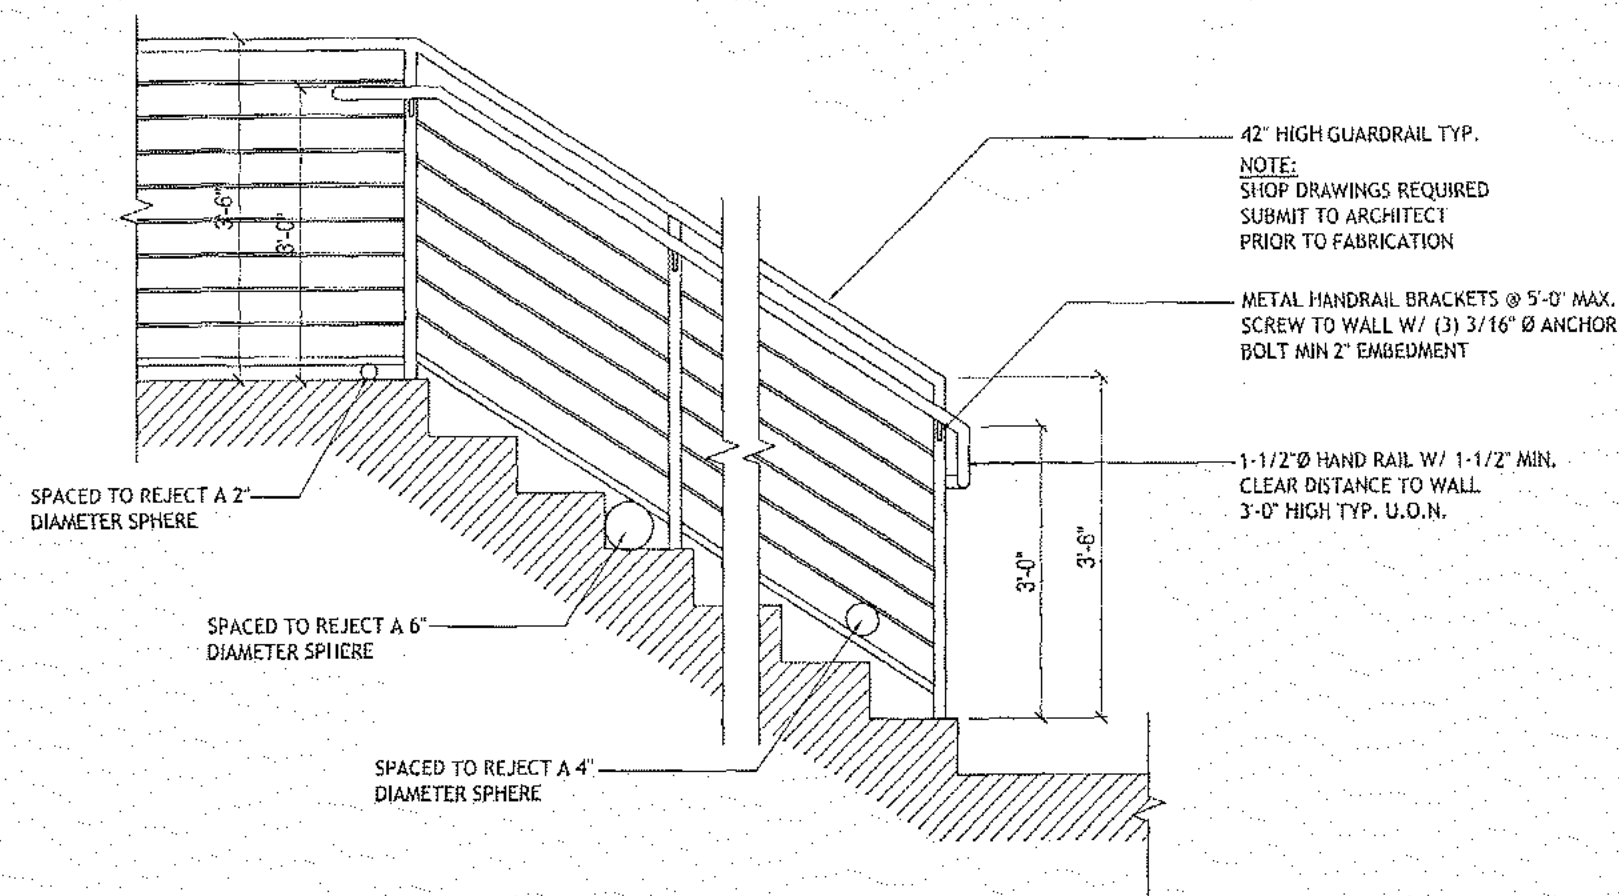 42" HIGH GUARDRAIL TYP.
NOTE:
SHOP DRAWINGS REQUIRED
SUBMIT TO ARCHITECT
PRIOR TO FABRICATION
METAL HANDRAIL BRACKETS @ 5'-0" MAX.
SCREW TO WALL W/ (3) 3/16" Ø ANCHOR
BOLT MIN 2" EMBEDMENT
1-1/2"Ø HAND RAIL W/ 1-1/2" MIN.
CLEAR DISTANCE TO WALL
3'-0" HIGH TYP. U.O.N.
3'-6"
3'-0"
3'-0"
3'-6"
SPACED TO REJECT A 2"
DIAMETER SPHERE
SPACED TO REJECT A 6"
DIAMETER SPHERE
SPACED TO REJECT A 4"
DIAMETER SPHERE